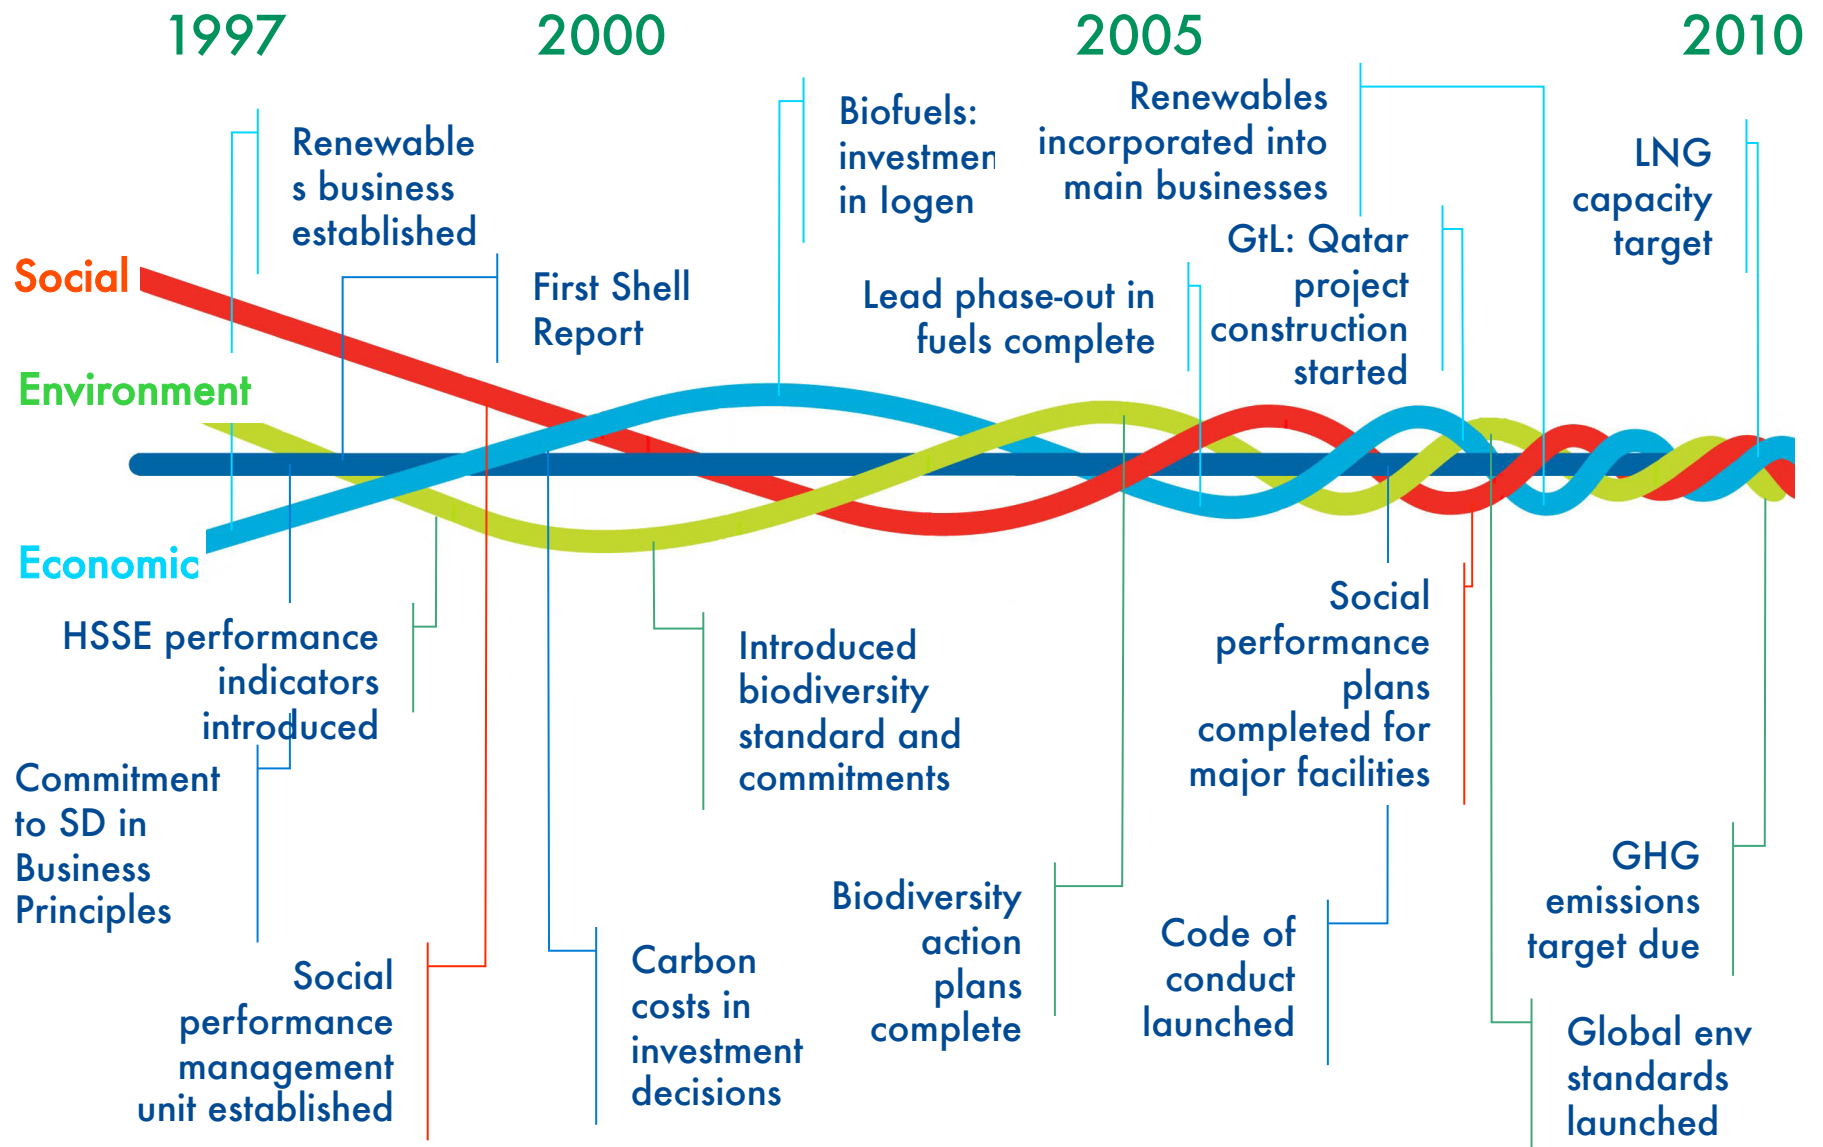 1997
2000
2005
2010
Renewable
s business
established
First Shell
Report
Biofuels:
investmen
in Iogen
Lead phase-out in
fuels complete
Renewables
incorporated into
main businesses
GtL: Qatar
project
construction
started
LNG
capacity
target
Social
Environment
Economic
HSSE performance
indicators
introduced
Commitment
to SD in
Business
Principles
Social
performance
management
unit established
Introduced
biodiversity
standard and
commitments
Carbon
costs in
investment
decisions
Biodiversity
action
plans
complete
Social
performance
plans
completed for
major facilities
Code of
conduct
launched
GHG
emissions
target due
Global env
standards
launched